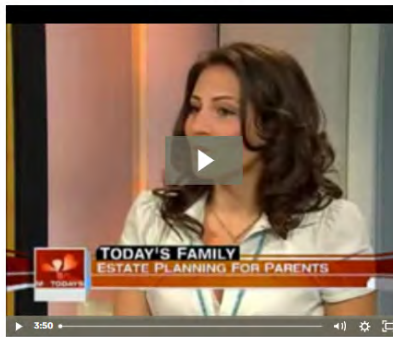 TODAY'S FAMILY
ESTATE PLANNING FOR PARENTS
TODAY'S
3:50